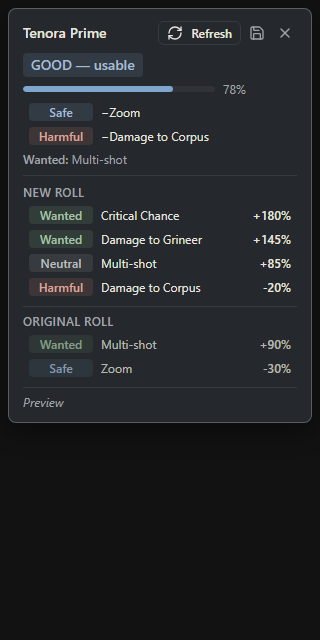 Tenora Prime Refresh
GOOD — usable
78%
Safe −Zoom
Harmful −Damage to Corpus
Wanted: Multi-shot
NEW ROLL
Wanted Critical Chance +180%
Wanted Damage to Grineer +145%
Neutral Multi-shot +85%
Harmful Damage to Corpus -20%
ORIGINAL ROLL
Wanted Multi-shot +90%
Safe Zoom -30%
Preview